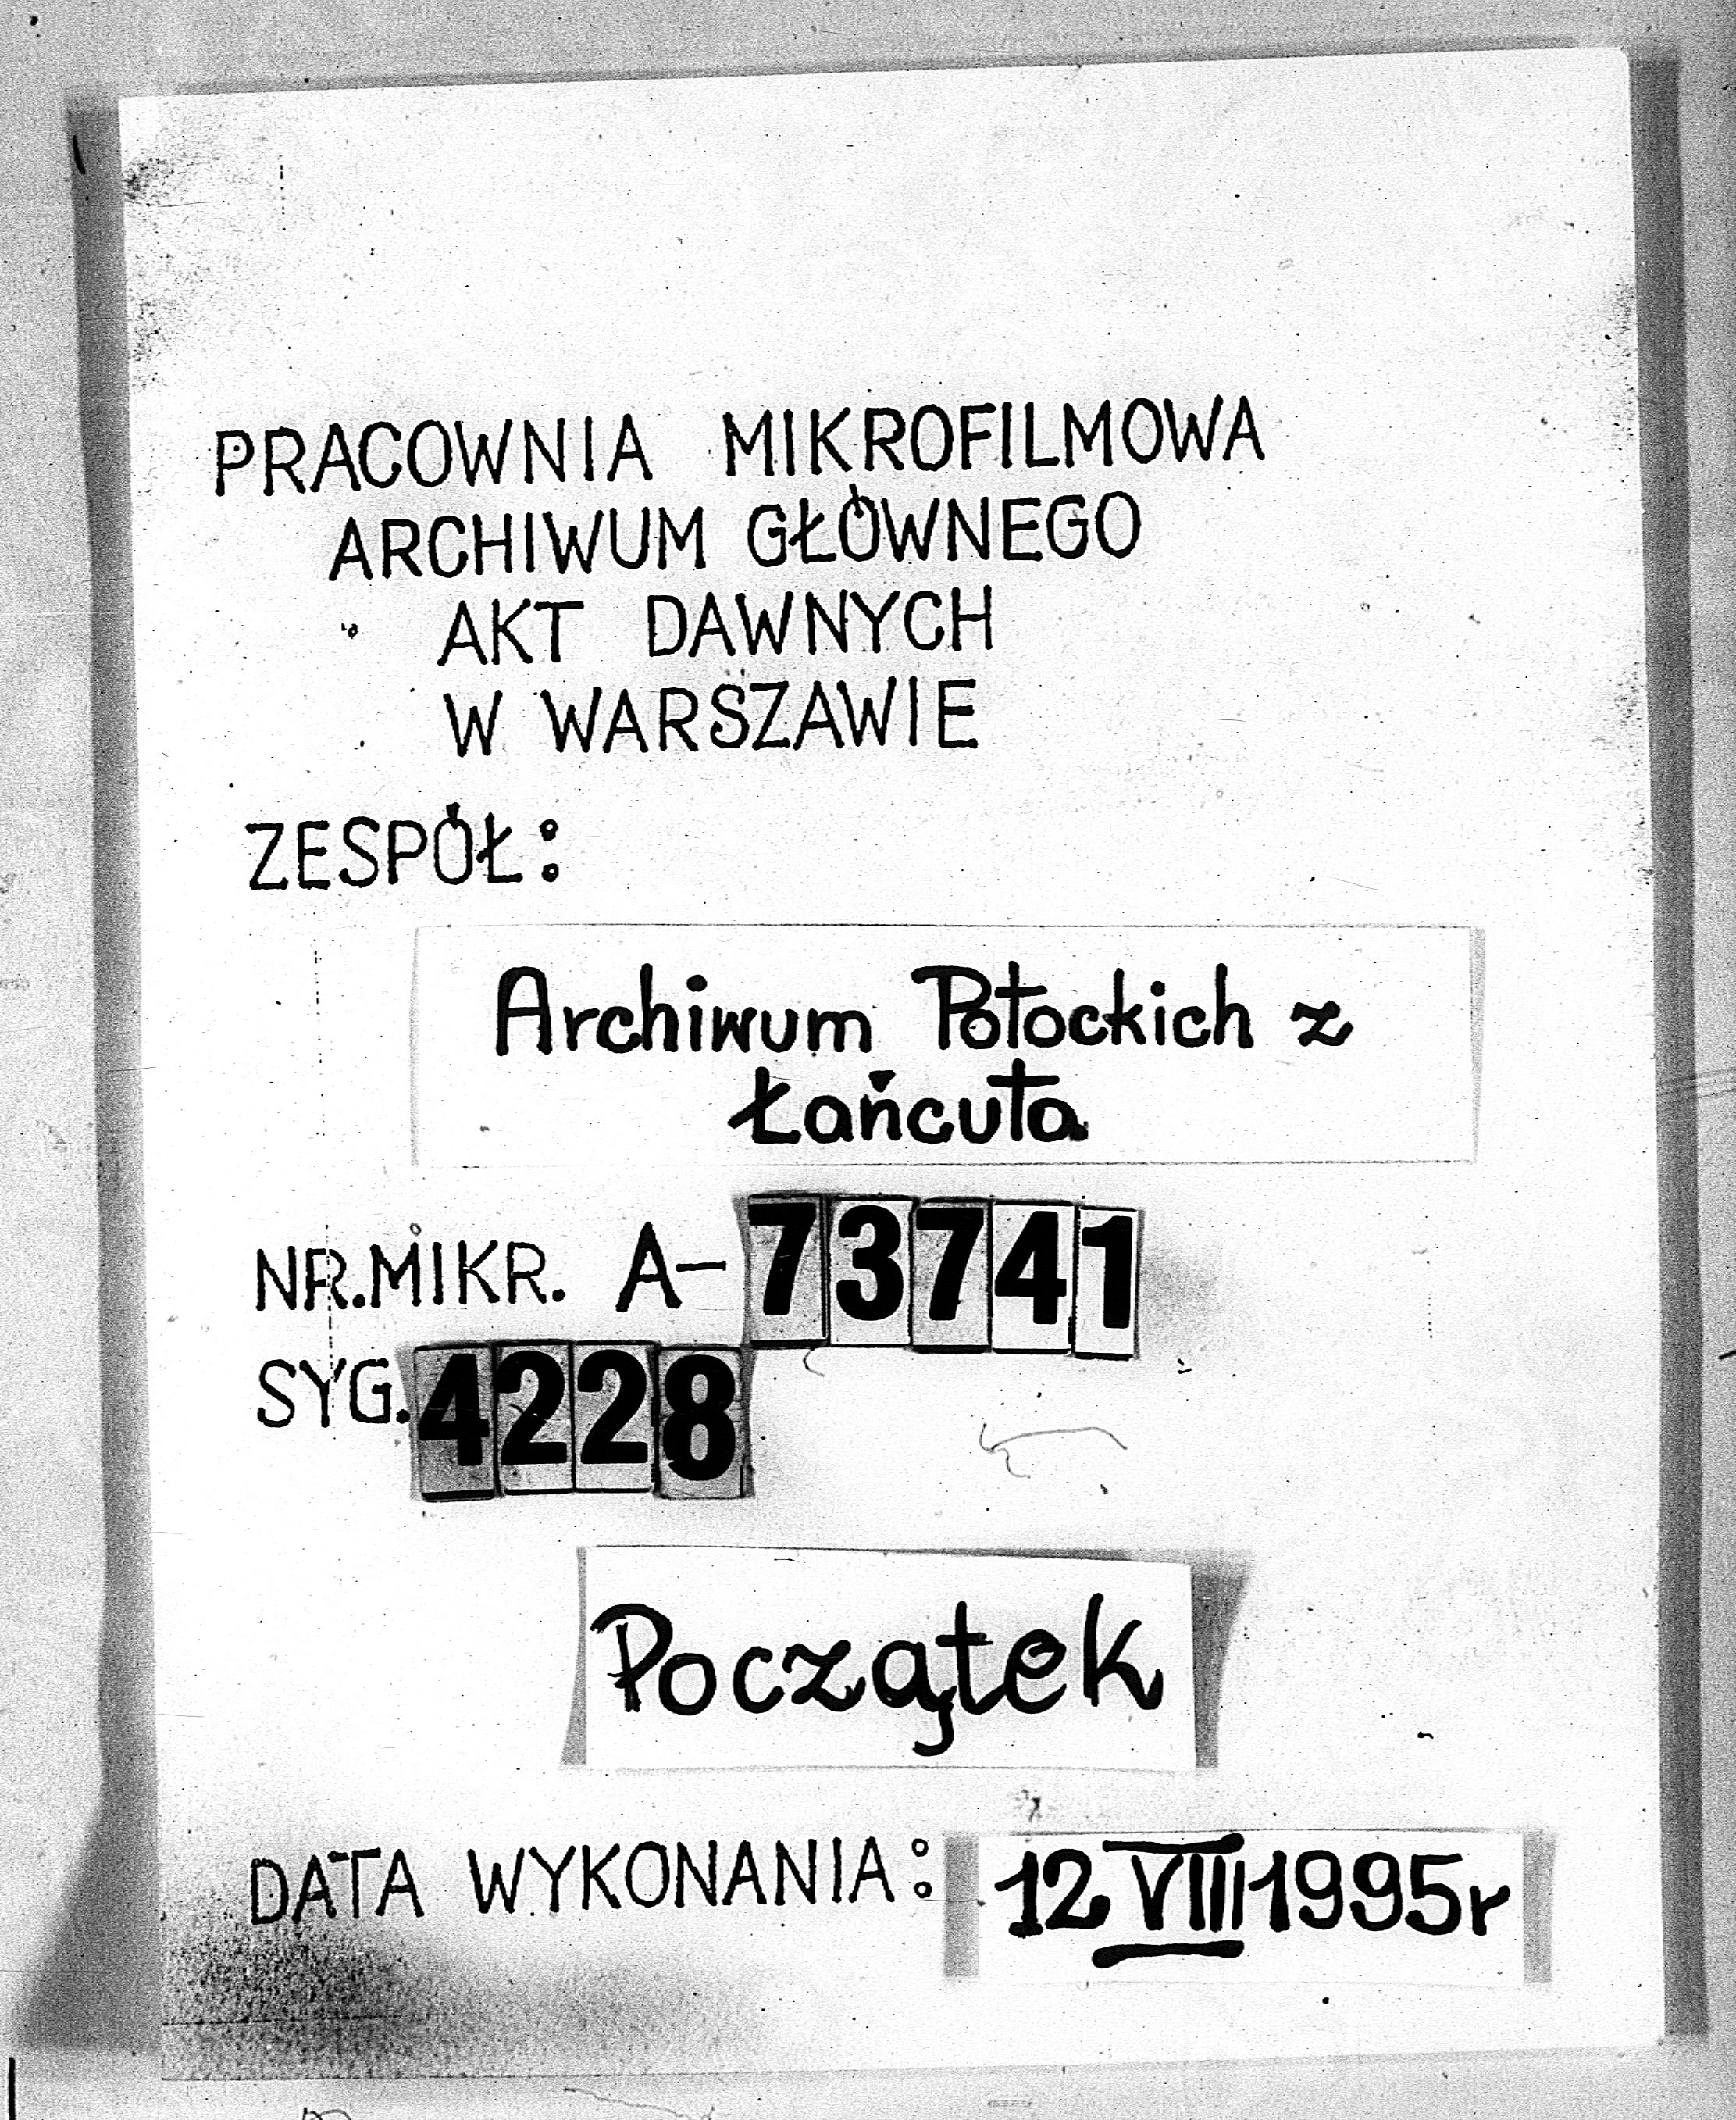 PRACOWNIA MIKROFILMOWA
ARCHIWUM GŁÓWNEGO
AKT DAWNYCH
W WARSZAWIE
ZESPÓŁ:
Archiwum Potockich z
Łańcuta
NR.MIKR. A-73741
SYG. 4228
Początek
DATA WYKONANIA: 12 VIII 1995r